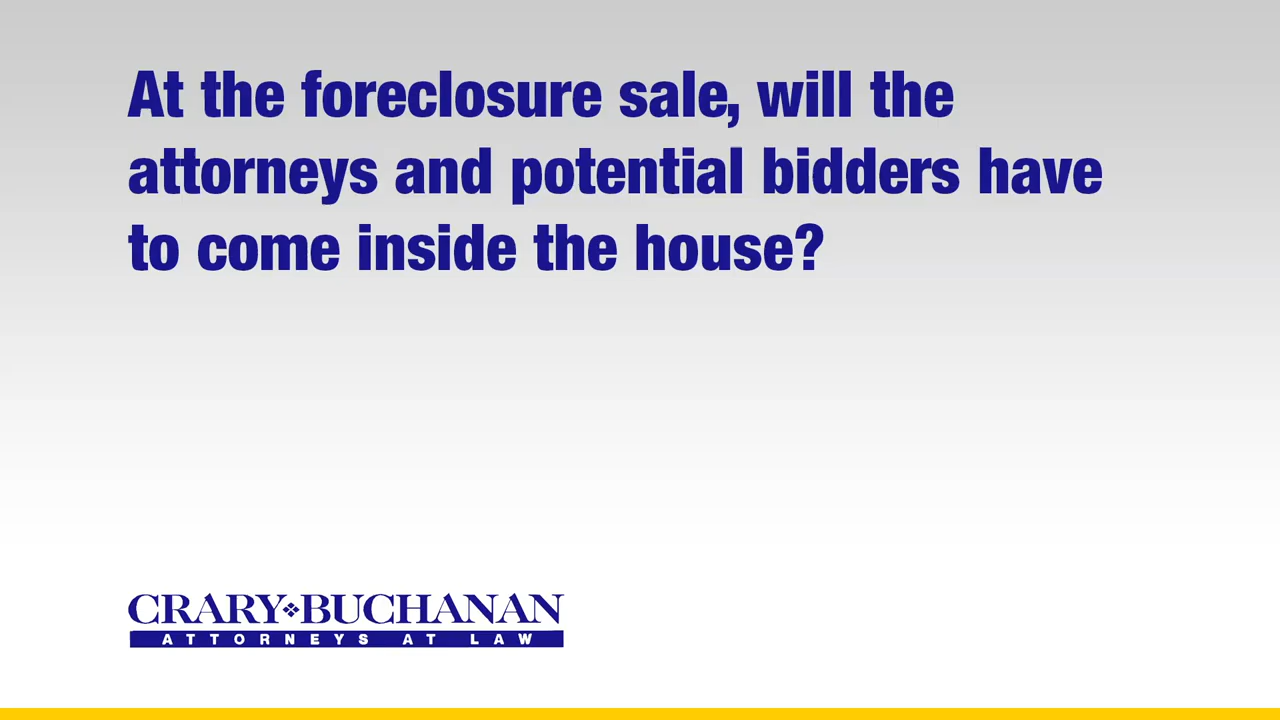 At the foreclosure sale, will the
attorneys and potential bidders have
to come inside the house?
CRARY BUCHANAN
ATTORNEYS AT LAW